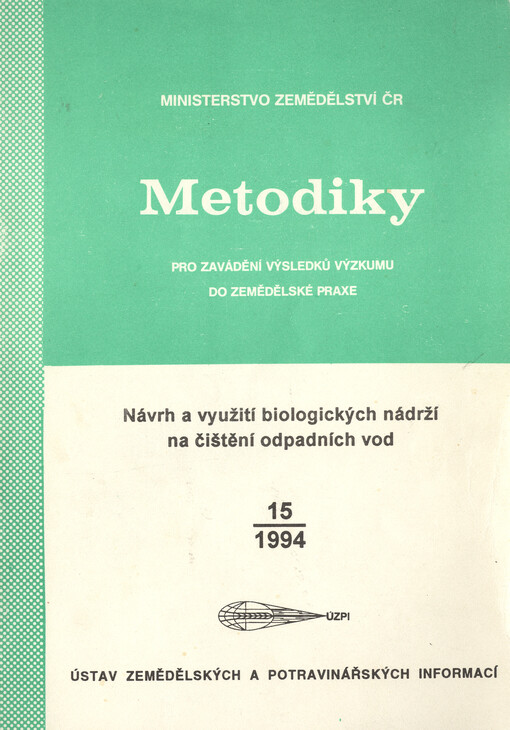 MINISTERSTVO ZEMĚDĚLSTVÍ ČR
Metodiky
PRO ZAVÁDĚNÍ VÝSLEDKŮ VÝZKUMU
DO ZEMĚDĚLSKÉ PRAXE
Návrh a využití biologických nádrží
na čištění odpadních vod
15
1994
ÚZPI
ÚSTAV ZEMĚDĚLSKÝCH A POTRAVINÁŘSKÝCH INFORMACÍ